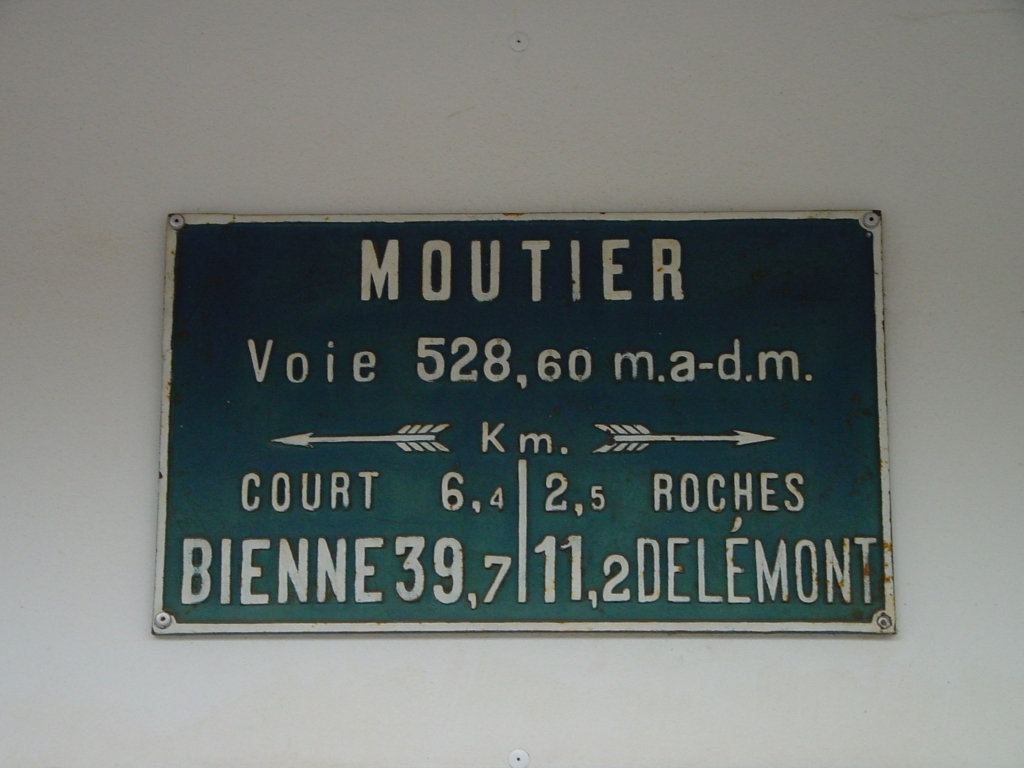 MOUTIER
Voie 528,60 m.a-d.m.
Km.
COURT 6,4 2,5 ROCHES
BIENNE 39,7 11,2 DELÉMONT